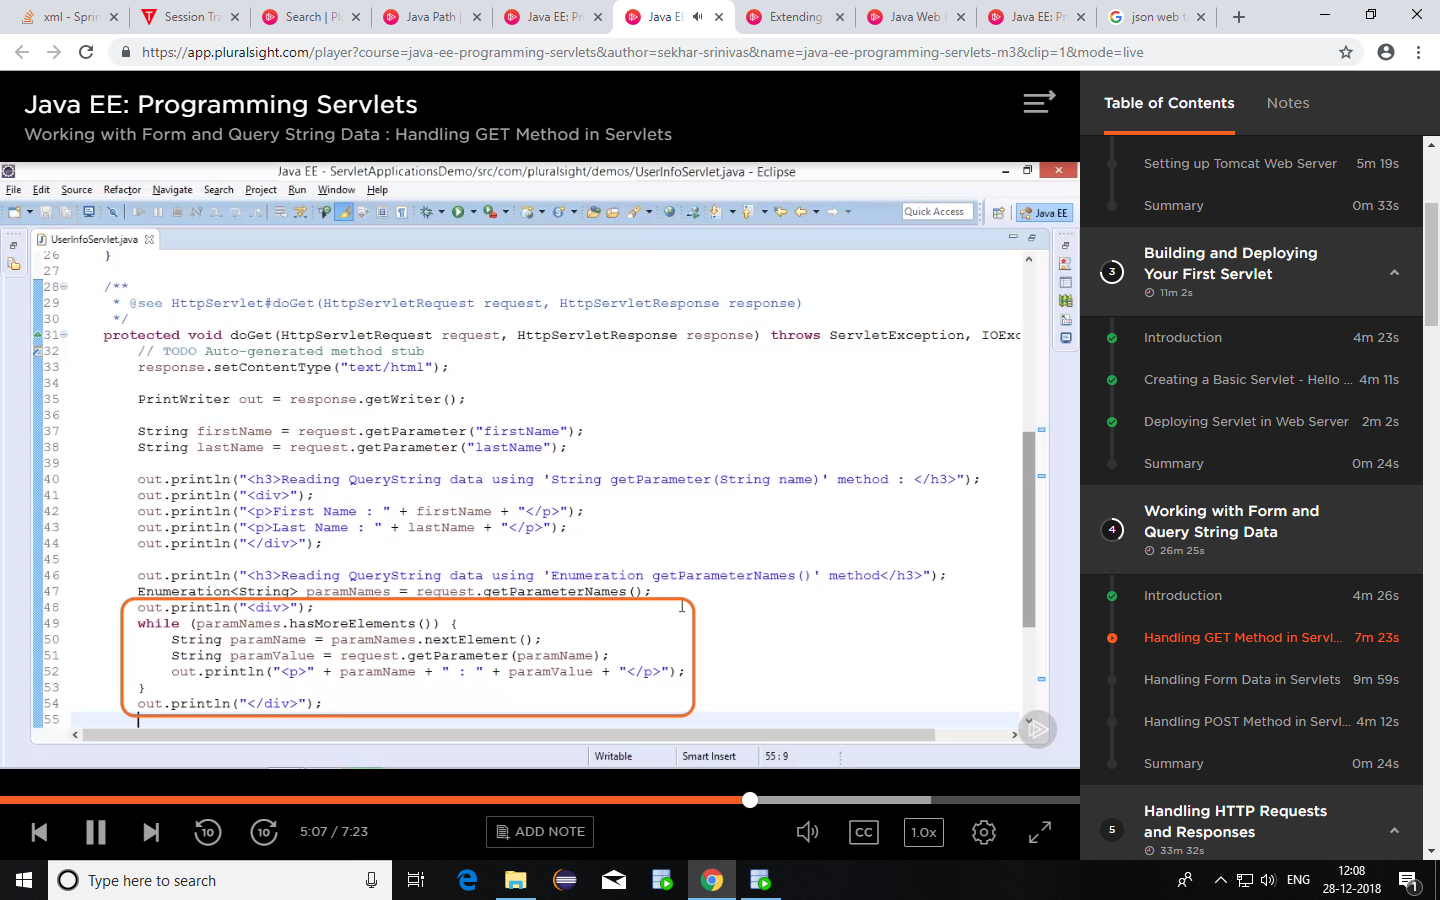 xml - Sprin
Session Tra
Search | Pl
Java Path |
Java EE: Pr
Java EE
Extending
Java Web F
Java EE: Pr
json web t
https://app.pluralsight.com/player?course=java-ee-programming-servlets&author=sekhar-srinivas&name=java-ee-programming-servlets-m3&clip=1&mode=live
Java EE: Programming Servlets
Working with Form and Query String Data : Handling GET Method in Servlets
Java EE - ServletApplicationsDemo/src/com/pluralsight/demos/UserInfoServlet.java - Eclipse
File Edit Source Refactor Navigate Search Project Run Window Help
Quick Access
Java EE
UserInfoServlet.java
26 }
27
28 /**
29 * @see HttpServlet#doGet(HttpServletRequest request, HttpServletResponse response)
30 */
31 protected void doGet(HttpServletRequest request, HttpServletResponse response) throws ServletException, IOExc
32 // TODO Auto-generated method stub
33 response.setContentType("text/html");
34
35 PrintWriter out = response.getWriter();
36
37 String firstName = request.getParameter("firstName");
38 String lastName = request.getParameter("lastName");
39
40 out.println("<h3>Reading QueryString data using 'String getParameter(String name)' method : </h3>");
41 out.println("<div>");
42 out.println("<p>First Name : " + firstName + "</p>");
43 out.println("<p>Last Name : " + lastName + "</p>");
44 out.println("</div>");
45
46 out.println("<h3>Reading QueryString data using 'Enumeration getParameterNames()' method</h3>");
47 Enumeration<String> paramNames = request.getParameterNames();
48 out.println("<div>");
49 while (paramNames.hasMoreElements()) {
50 String paramName = paramNames.nextElement();
51 String paramValue = request.getParameter(paramName);
52 out.println("<p>" + paramName + " : " + paramValue + "</p>");
53 }
54 out.println("</div>");
55
Writable
Smart Insert
55 : 9
10
10
5:07 / 7:23
ADD NOTE
CC
1.0x
Table of Contents
Notes
Setting up Tomcat Web Server 5m 19s
Summary 0m 33s
3
Building and Deploying
Your First Servlet
11m 2s
Introduction 4m 23s
Creating a Basic Servlet - Hello ... 4m 11s
Deploying Servlet in Web Server 2m 2s
Summary 0m 24s
4
Working with Form and
Query String Data
26m 25s
Introduction 4m 26s
Handling GET Method in Servl... 7m 23s
Handling Form Data in Servlets 9m 59s
Handling POST Method in Servl... 4m 12s
Summary 0m 24s
5
Handling HTTP Requests
and Responses
33m 32s
Type here to search
ENG
12:08
28-12-2018
1